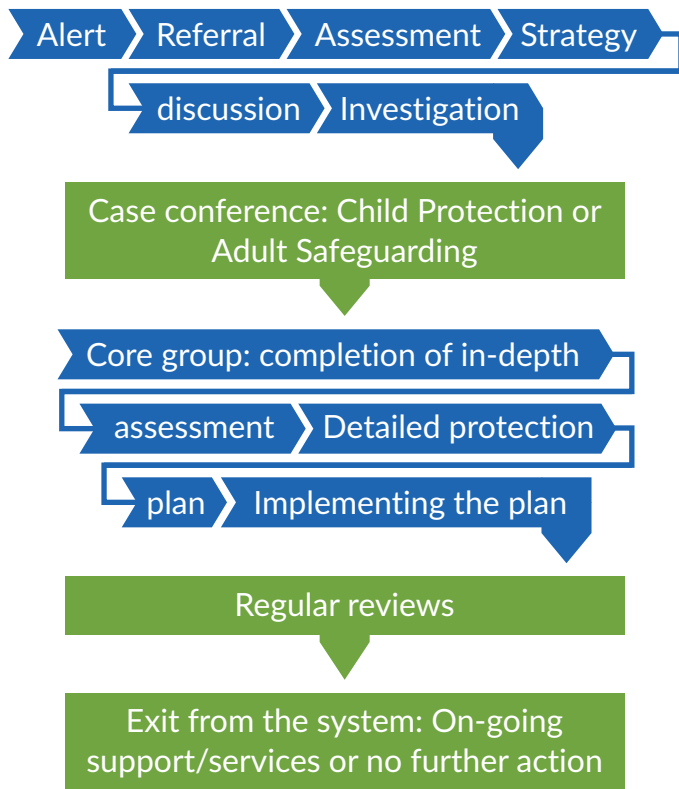 Alert Referral Assessment Strategy
discussion Investigation
Case conference: Child Protection or
Adult Safeguarding
Core group: completion of in-depth
assessment Detailed protection
plan Implementing the plan
Regular reviews
Exit from the system: On-going
support/services or no further action